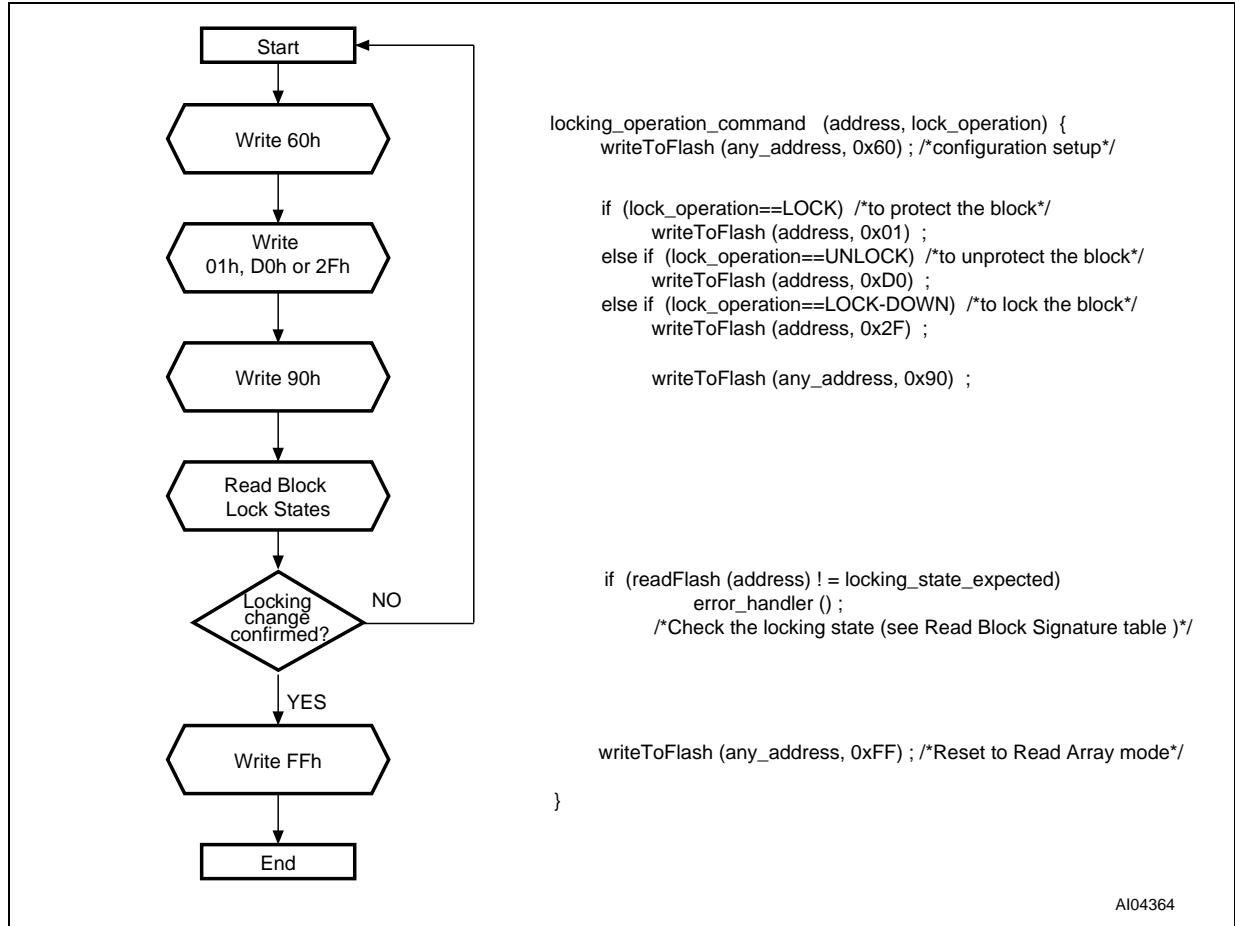 Start
Write 60h
Write
01h, D0h or 2Fh
Write 90h
Read Block
Lock States
Locking
change
confirmed?
NO
YES
Write FFh
End
locking_operation_command (address, lock_operation) {
writeToFlash (any_address, 0x60) ; /*configuration setup*/
if (lock_operation==LOCK) /*to protect the block*/
writeToFlash (address, 0x01) ;
else if (lock_operation==UNLOCK) /*to unprotect the block*/
writeToFlash (address, 0xD0) ;
else if (lock_operation==LOCK-DOWN) /*to lock the block*/
writeToFlash (address, 0x2F) ;
writeToFlash (any_address, 0x90) ;
if (readFlash (address) ! = locking_state_expected)
error_handler () ;
/*Check the locking state (see Read Block Signature table )*/
writeToFlash (any_address, 0xFF) ; /*Reset to Read Array mode*/
}
AI04364